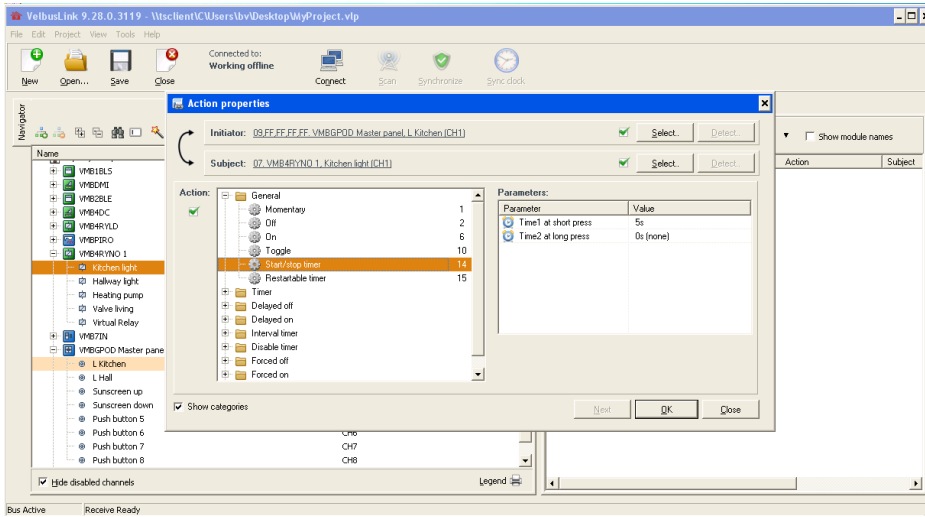 VelbusLink 9.28.0.3119 - \\tsclient\C\Users\bv\Desktop\MyProject.vlp
File Edit Project View Tools Help
New Open... Save Close
Connected to:
Working offline
Connect Scan Synchronize Sync clock
Navigator
Name
VMB1BLS
VMBDMI
VMB2BLE
VMB4DC
VMB4RYLD
VMBPIRO
VMB4RYNO 1
Kitchen light
Hallway light
Heating pump
Valve living
Virtual Relay
VMB7IN
VMBGPOD Master pane
L Kitchen
L Hall
Sunscreen up
Sunscreen down
Push button 5
Push button 6 CH6
Push button 7 CH7
Push button 8 CH8
Hide disabled channels
Legend
Action properties
Initiator: 09,FF,FF,FF,FF. VMBGPOD Master panel, L Kitchen (CH1) Select.. Detect..
Subject: 07. VMB4RYNO 1, Kitchen light (CH1) Select.. Detect..
Action:
General
Momentary 1
Off 2
On 6
Toggle 10
Start/stop timer 14
Restartable timer 15
Timer
Delayed off
Delayed on
Interval timer
Disable timer
Forced off
Forced on
Parameters:
Parameter Value
Time1 at short press 5s
Time2 at long press 0s (none)
Show categories
Next OK Close
Show module names
Action Subject
Bus Active Receive Ready